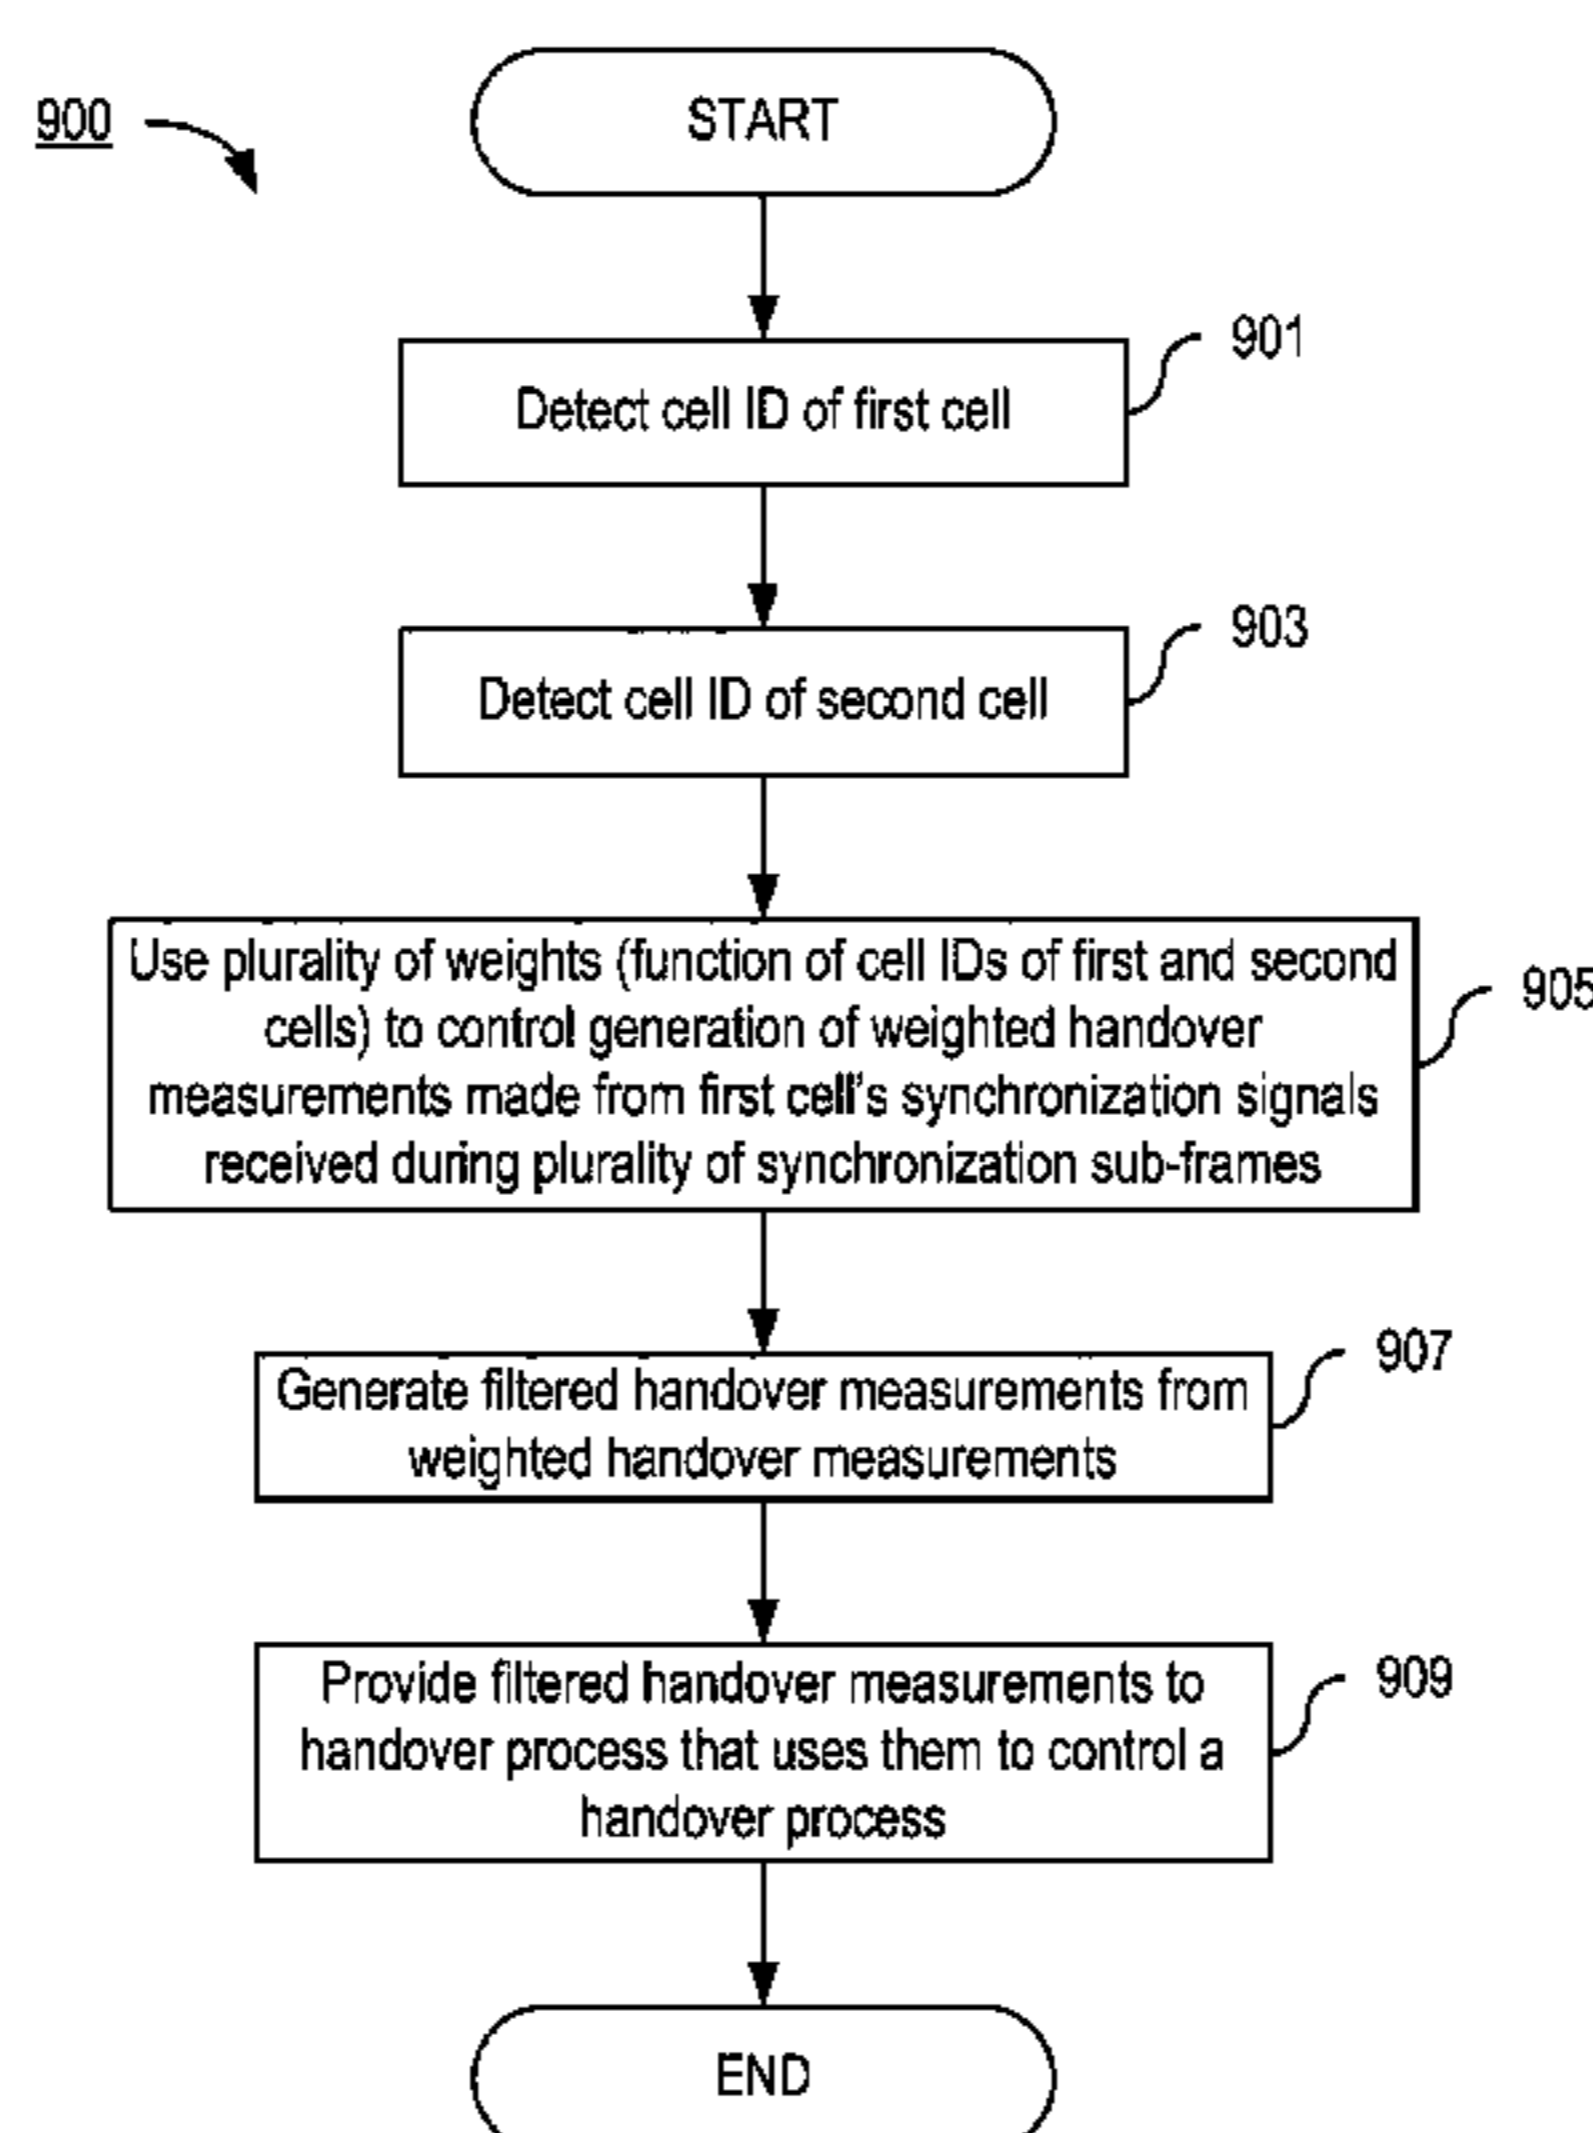 900
START
901
Detect cell ID of first cell
903
Detect cell ID of second cell
Use plurality of weights (function of cell IDs of first and second
cells) to control generation of weighted handover
measurements made from first cell's synchronization signals
received during plurality of synchronization sub-frames
905
907
Generate filtered handover measurements from
weighted handover measurements
909
Provide filtered handover measurements to
handover process that uses them to control a
handover process
END